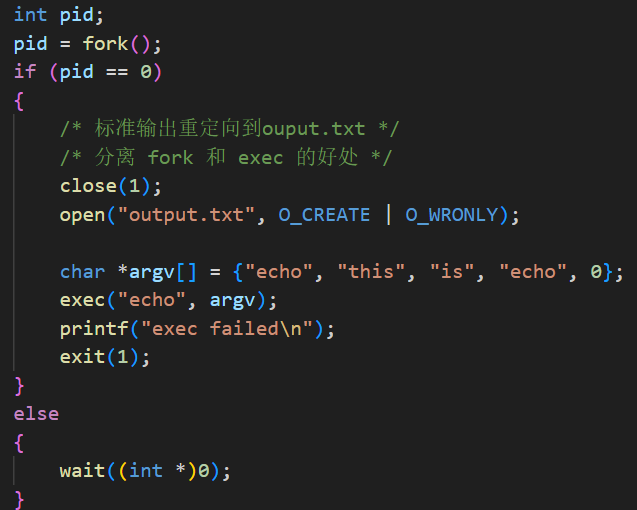 int pid;
pid = fork();
if (pid == 0)
{
/* 标准输出重定向到ouput.txt */
/* 分离 fork 和 exec 的好处 */
close(1);
open("output.txt", O_CREATE | O_WRONLY);
char *argv[] = {"echo", "this", "is", "echo", 0};
exec("echo", argv);
printf("exec failed\n");
exit(1);
}
else
{
wait((int *)0);
}